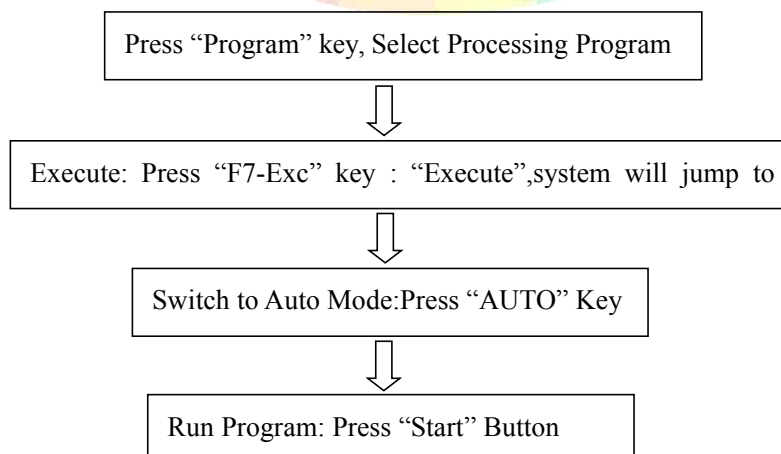 Press “Program” key, Select Processing Program
Execute: Press “F7-Exc” key : “Execute”,system will jump to
Switch to Auto Mode:Press “AUTO” Key
Run Program: Press “Start” Button